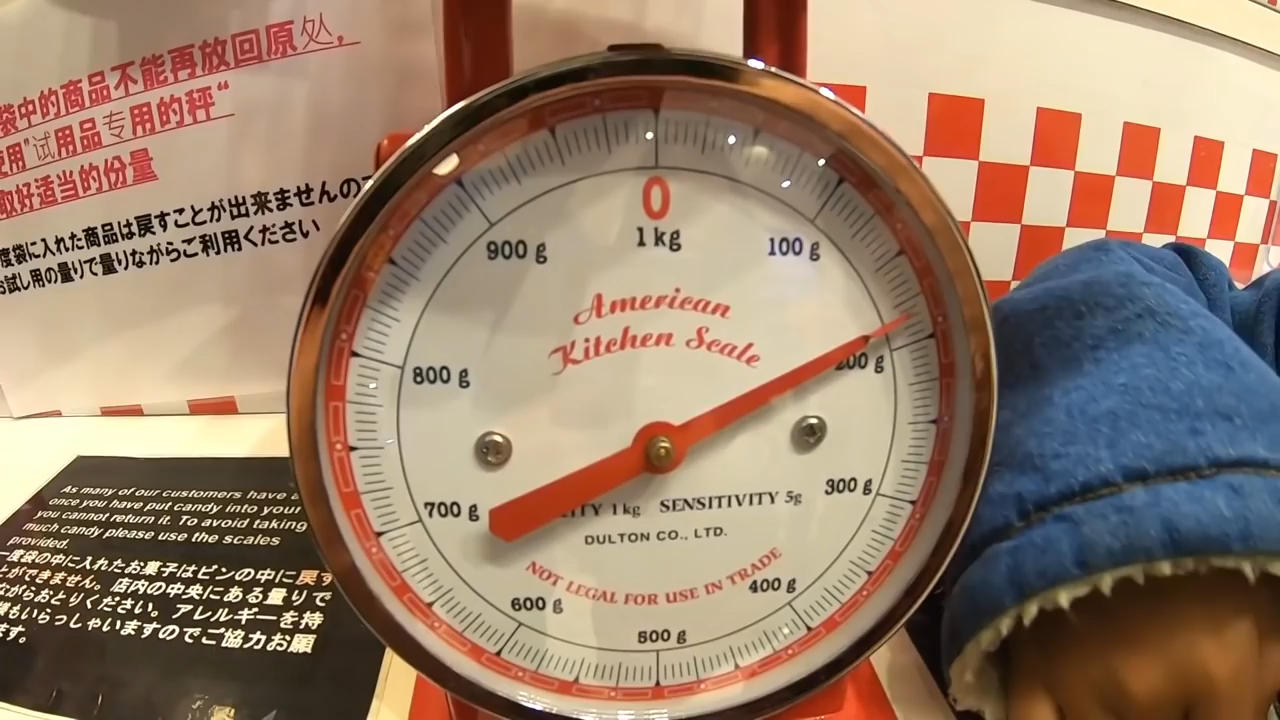 袋中的商品不能再放回原处,
使用"试用品专用的秤"
取好适当的份量
度袋に入れた商品は戻すことが出来ませんの
お試し用の量りで量りながらご利用ください
0
1 kg
100 g
200 g
300 g
400 g
500 g
600 g
700 g
800 g
900 g
American
Kitchen Scale
1 kg SENSITIVITY 5g
DULTON CO., LTD.
NOT LEGAL FOR USE IN TRADE
As many of our customers have
once you have put candy into your
you cannot return it. To avoid taking
much candy please use the scales
provided.
一度袋の中に入れたお菓子はビンの中に戻す
とができません。店内の中央にある量りで
ながらおとりください。アレルギーを持
様もいらっしゃいますのでご協力お願
ます。